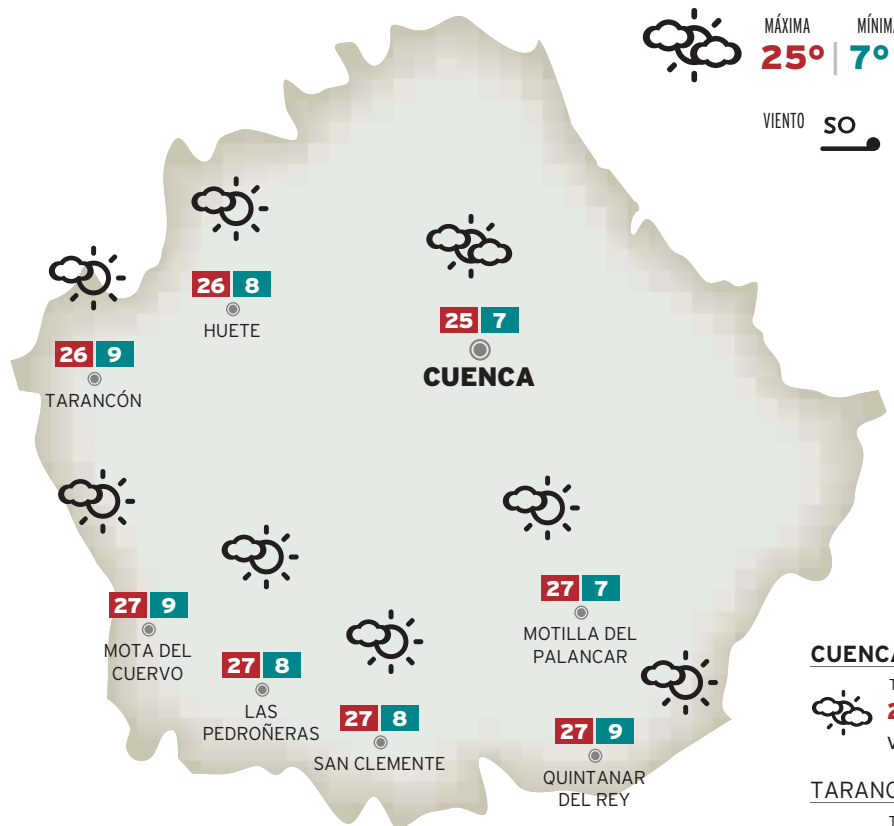 MÁXIMA
25° 7°
VIENTO SO
26 8
HUETE
25 7
CUENCA
26 9
TARANCÓN
27 9
MOTA DEL
CUERVO
27 8
LAS
PEDROÑERAS
27 8
SAN CLEMENTE
27 7
MOTILLA DEL
PALANCAR
27 9
QUINTANAR
DEL REY
CUENCA